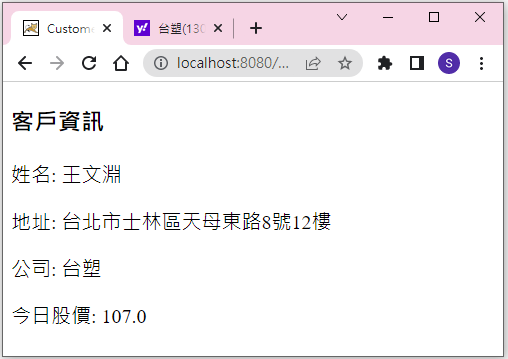 Custome
台塑(130
localhost:8080/...
S
客戶資訊
姓名: 王文淵
地址: 台北市士林區天母東路8號12樓
公司: 台塑
今日股價: 107.0